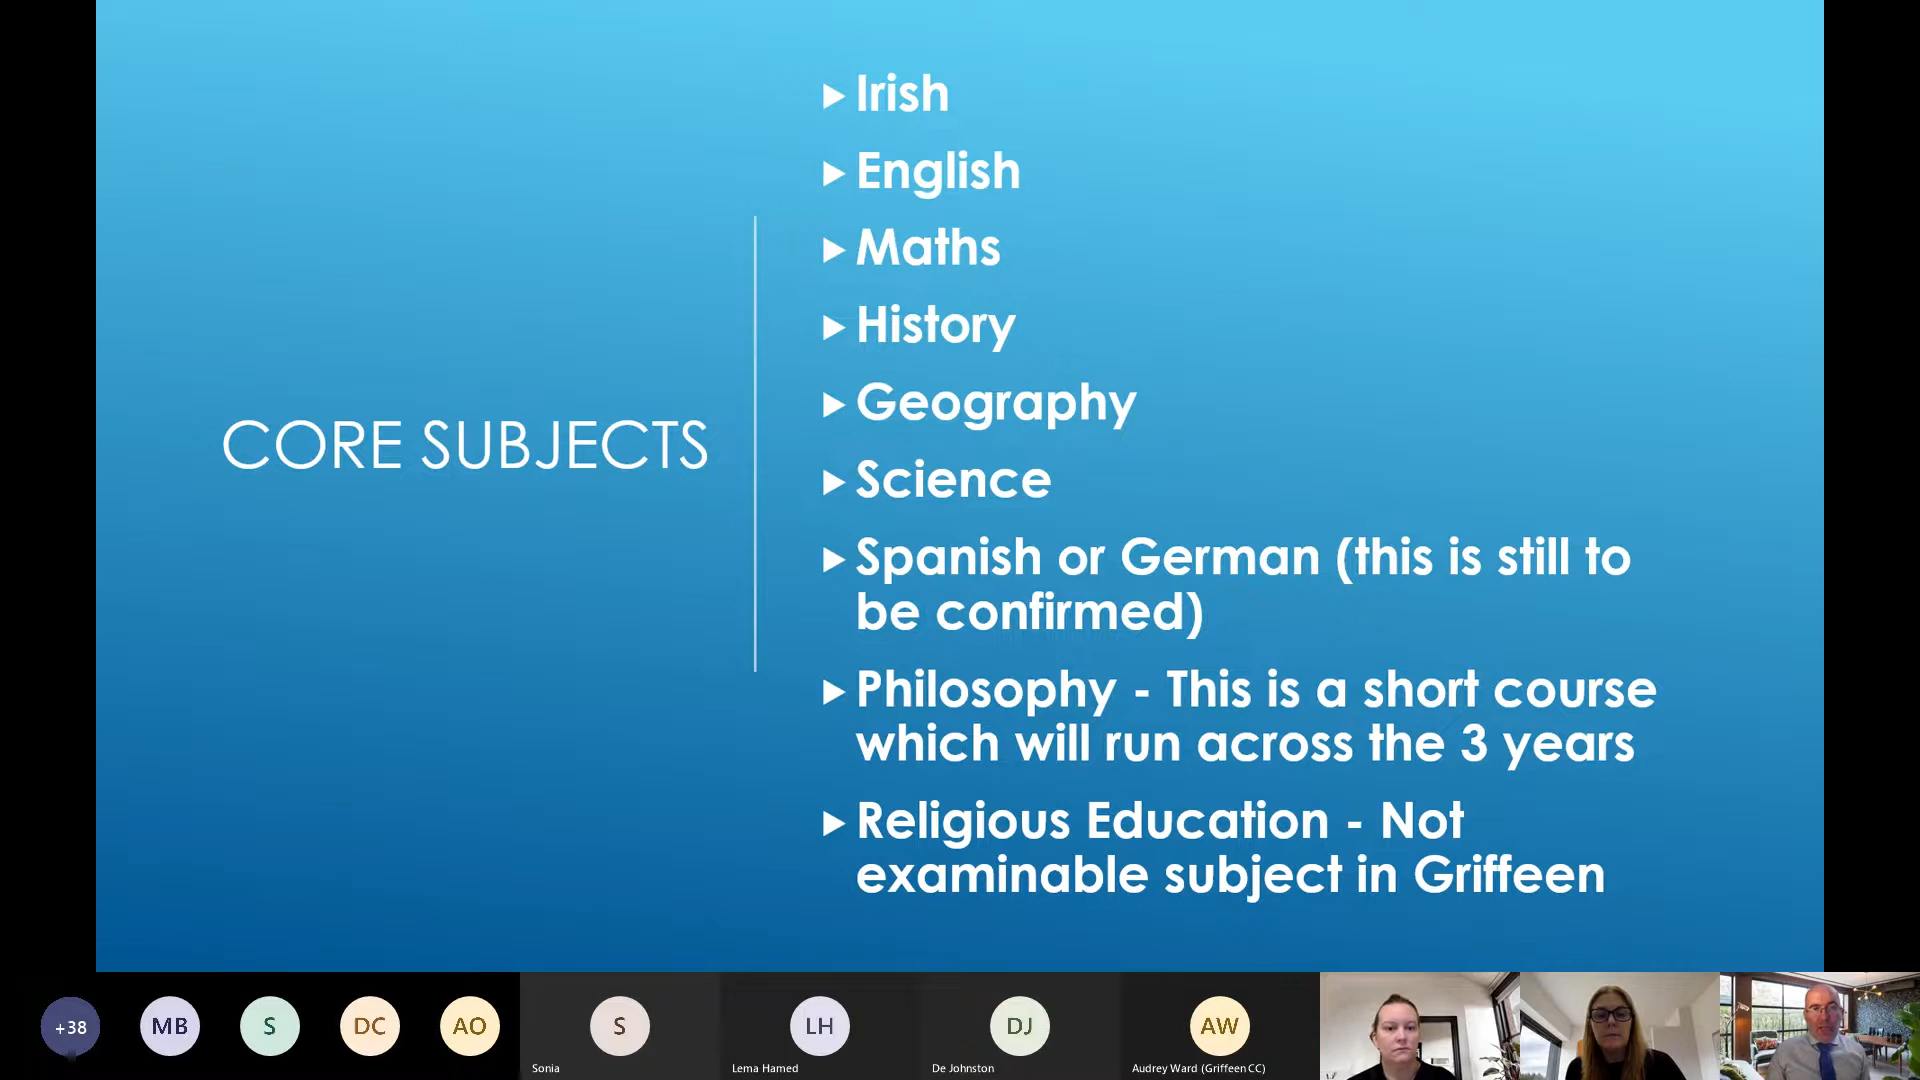 Irish
English
Maths
History
Geography
CORE SUBJECTS
Science
Spanish or German (this is still to
be confirmed)
Philosophy - This is a short course
which will run across the 3 years
Religious Education - Not
examinable subject in Griffeen
+38
MB
S
DC
AO
S
LH
DJ
AW
Sonia
Lema Hamed
De Johnston
Audrey Ward (Griffeen CC)